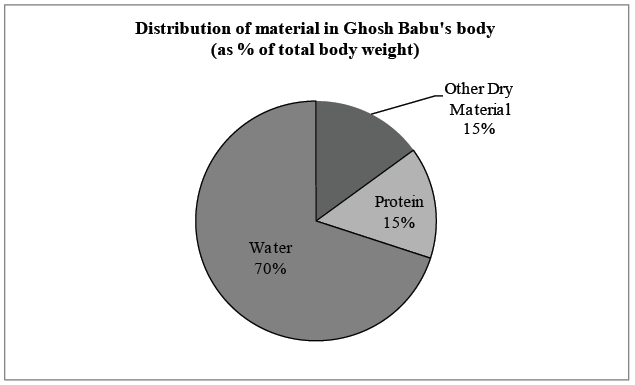 Distribution of material in Ghosh Babu's body
(as % of total body weight)
Other Dry
Material
15%
Protein
15%
Water
70%